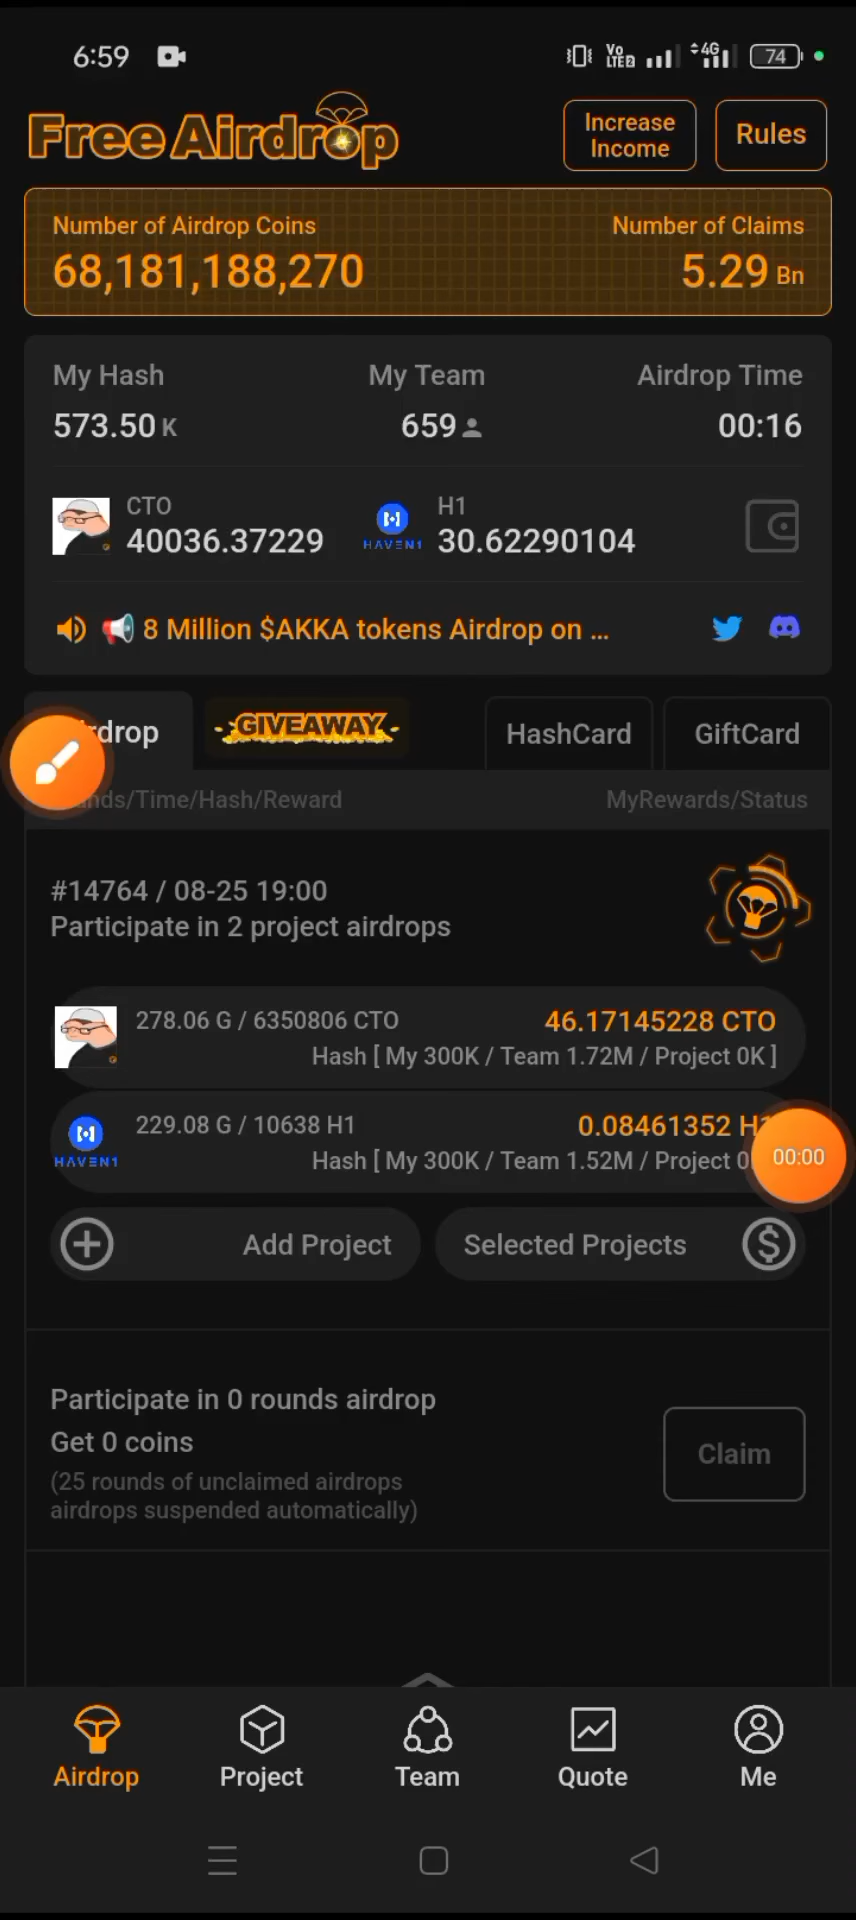 6:59
Vo
LTE2
4G
74
Free Airdrop
Increase
Income
Rules
Number of Airdrop Coins
Number of Claims
68,181,188,270
5.29 Bn
My Hash
My Team
Airdrop Time
573.50 K
659
00:16
CTO
40036.37229
HAVEN1
H1
30.62290104
8 Million $AKKA tokens Airdrop on ...
rdrop
GIVEAWAY
HashCard
GiftCard
nds/Time/Hash/Reward
MyRewards/Status
#14764 / 08-25 19:00
Participate in 2 project airdrops
278.06 G / 6350806 CTO
46.17145228 CTO
Hash [ My 300K / Team 1.72M / Project 0K ]
HAVEN1
229.08 G / 10638 H1
0.08461352 H1
Hash [ My 300K / Team 1.52M / Project 0
00:00
Add Project
Selected Projects
Participate in 0 rounds airdrop
Get 0 coins
(25 rounds of unclaimed airdrops
airdrops suspended automatically)
Claim
Airdrop
Project
Team
Quote
Me